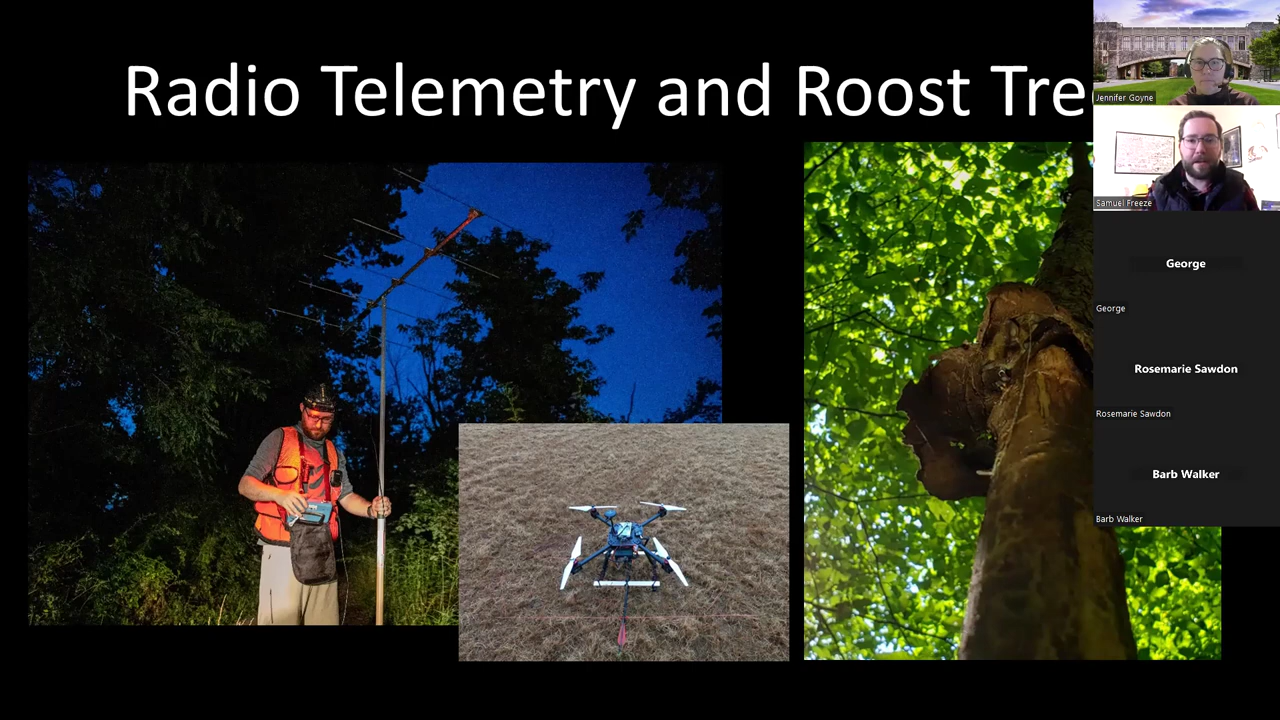 Radio Telemetry and Roost Tre
Jennifer Goyne
Samuel Freeze
George
George
Rosemarie Sawdon
Rosemarie Sawdon
Barb Walker
Barb Walker